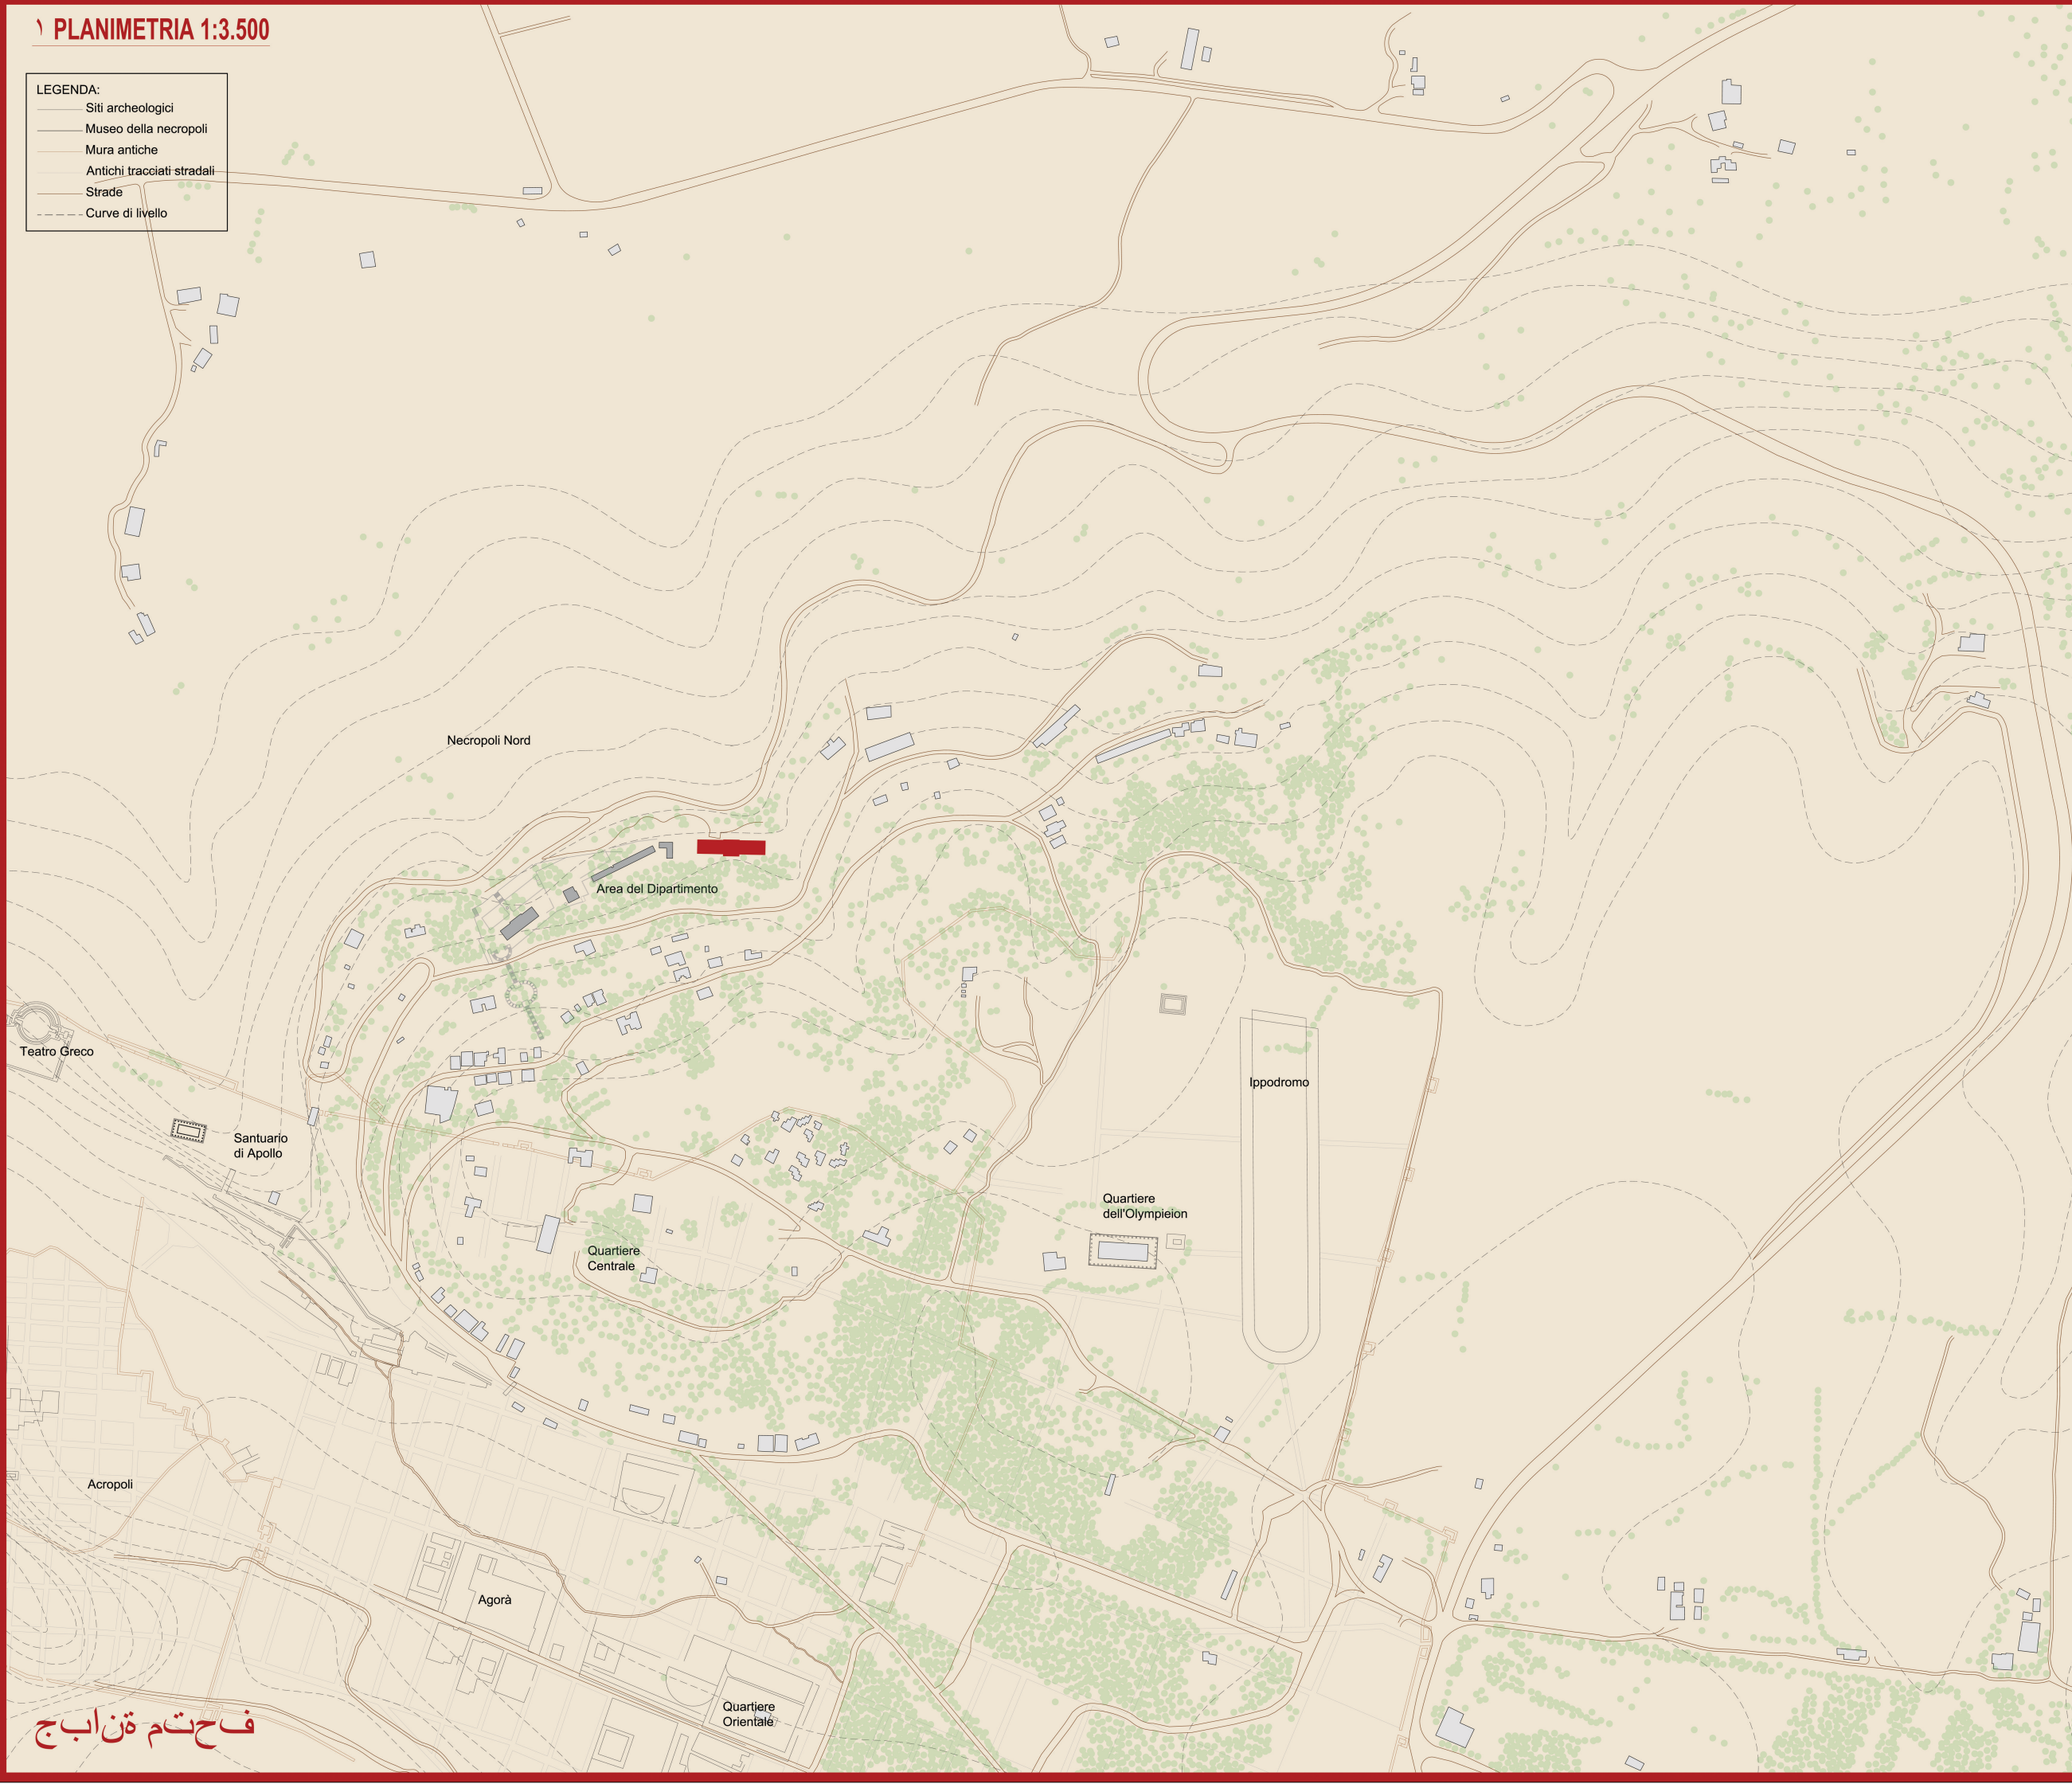 ١ PLANIMETRIA 1:3.500
LEGENDA:
Siti archeologici
Museo della necropoli
Mura antiche
Antichi tracciati stradali
Strade
Curve di livello
Necropoli Nord
Area del Dipartimento
Teatro Greco
Ippodromo
Santuario
di Apollo
Quartiere
dell'Olympieion
Quartiere
Centrale
Acropoli
Agorà
Quartiere
Orientale
فحتم ةنابج